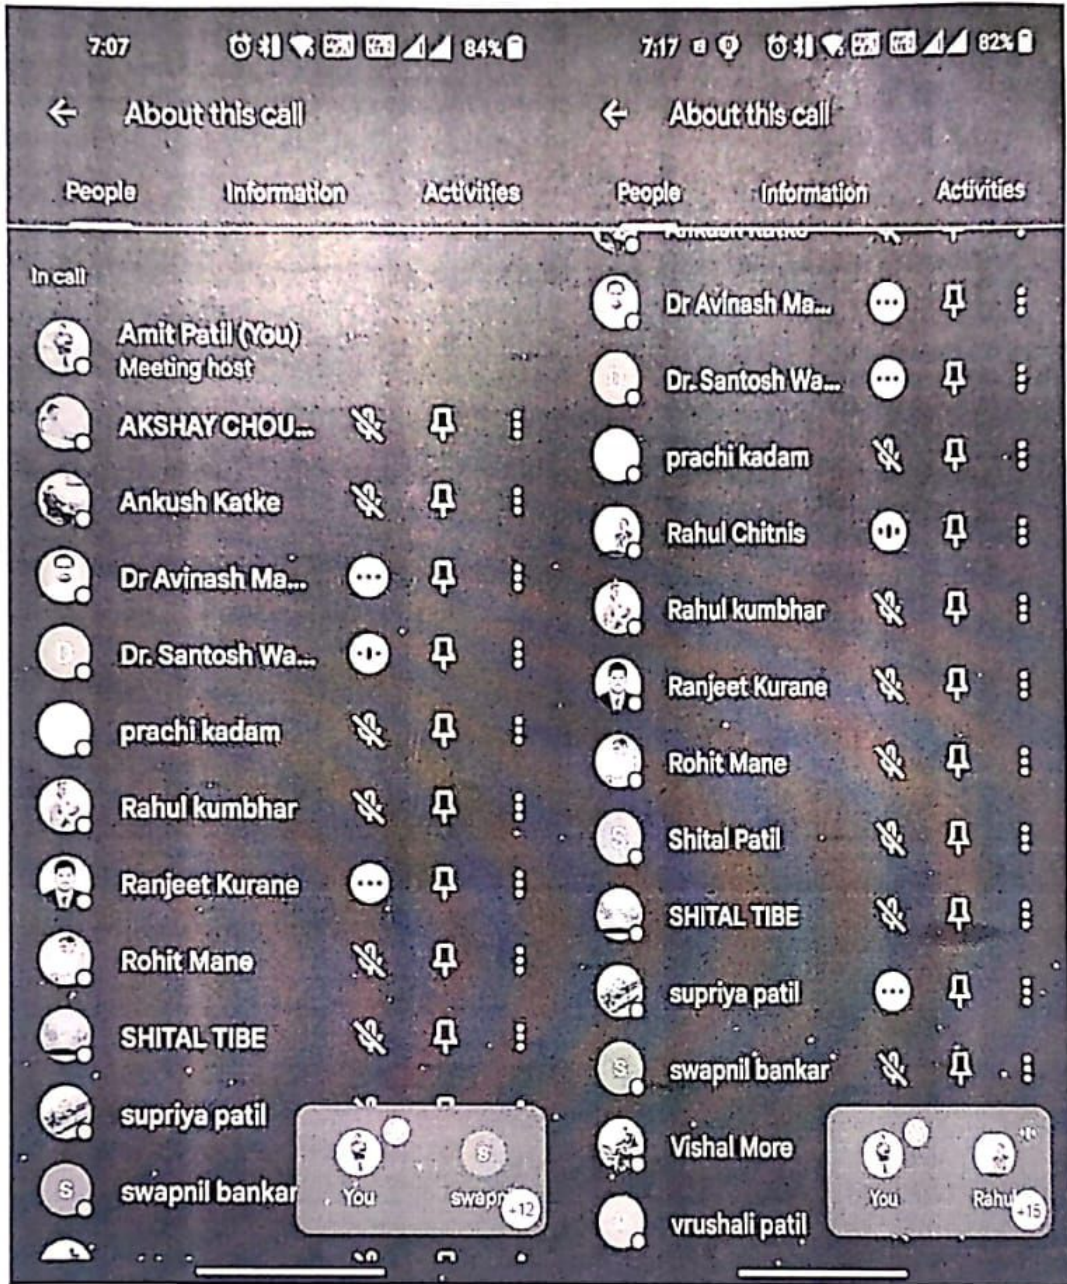 7:07 84%
About this call
People Information Activities
In call
Amit Patil (You)
Meeting host
AKSHAY CHOU...
Ankush Katke
Dr Avinash Ma...
Dr. Santosh Wa...
prachi kadam
Rahul kumbhar
Ranjeet Kurane
Rohit Mane
SHITAL TIBE
supriya patil
S swapnil bankar
You
S
+12
7:17 82%
About this call
People Information Activities
Ankush Katke
Dr Avinash Ma...
Dr. Santosh Wa...
prachi kadam
Rahul Chitnis
Rahul kumbhar
Ranjeet Kurane
Rohit Mane
S Shital Patil
SHITAL TIBE
supriya patil
S swapnil bankar
Vishal More
vrushali patil
You Rahul
+15